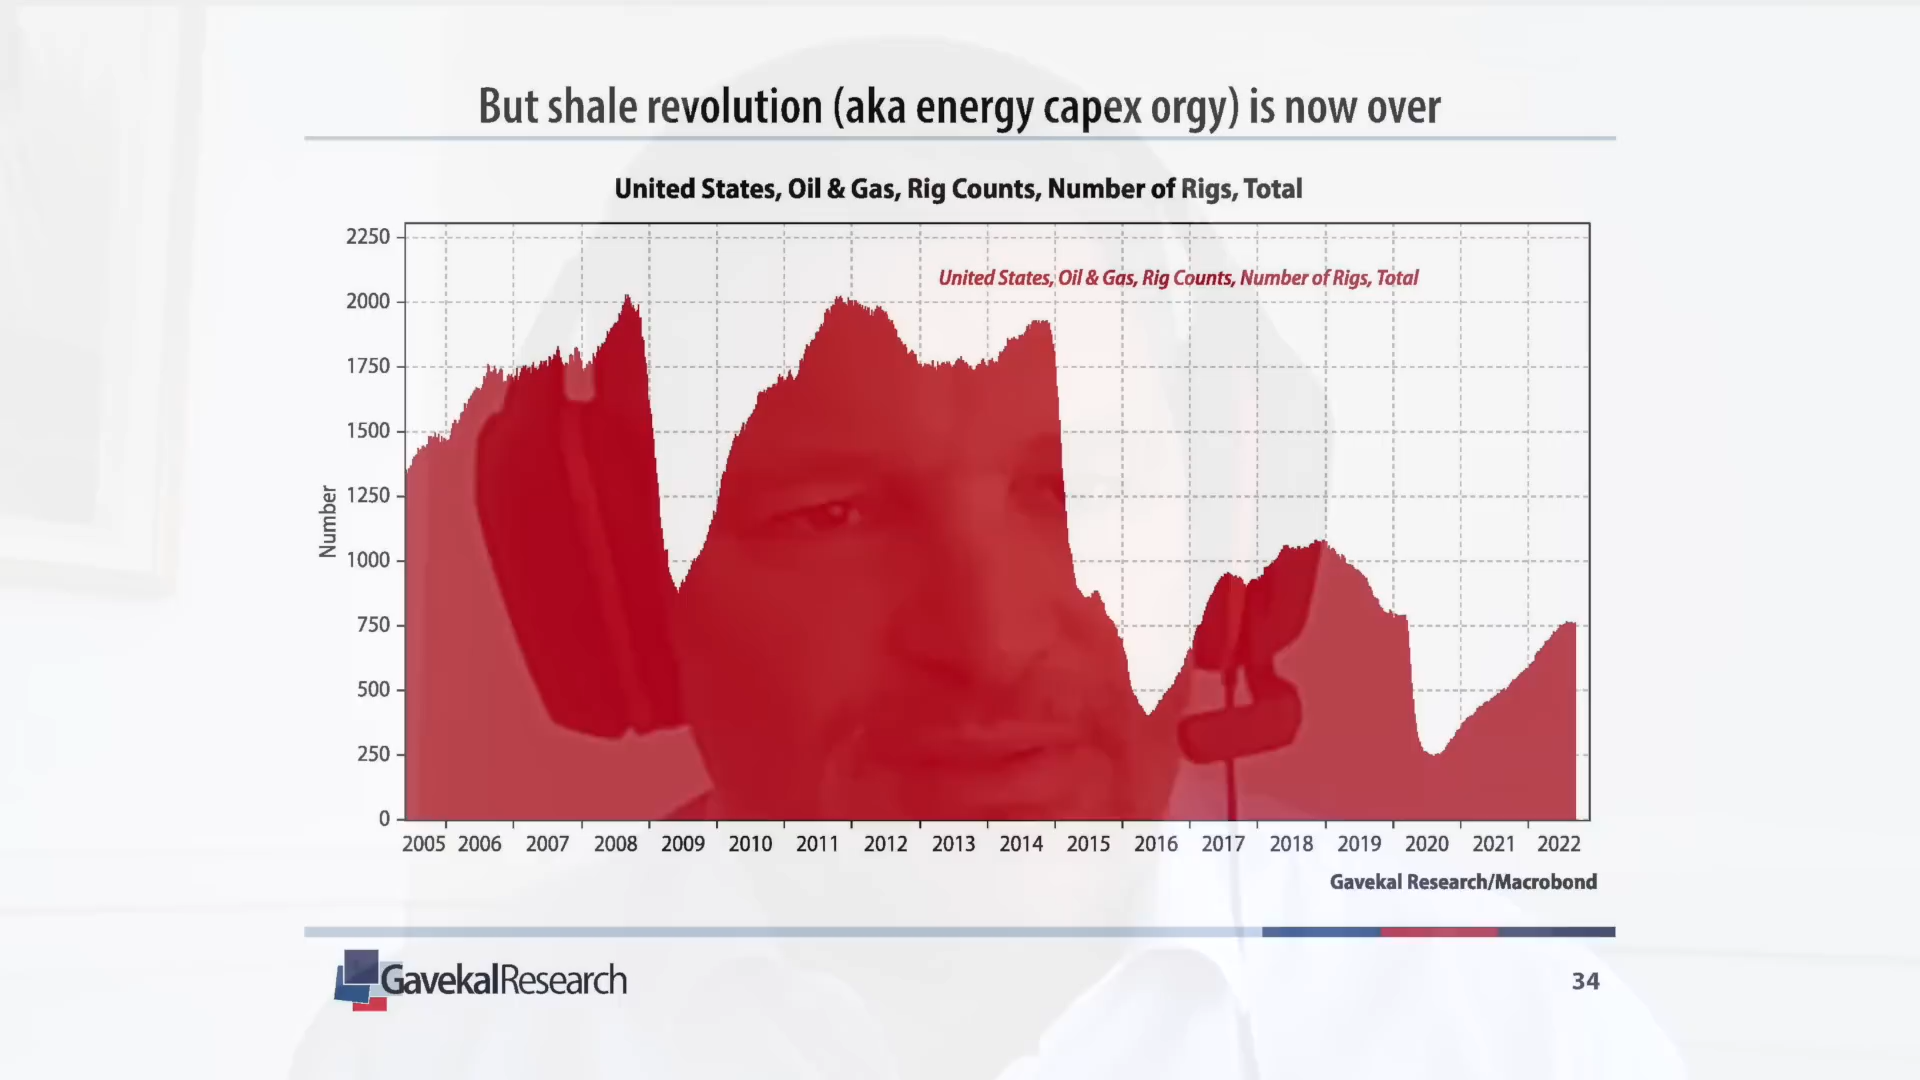 But shale revolution (aka energy capex orgy) is now over
United States, Oil & Gas, Rig Counts, Number of Rigs, Total
United States, Oil & Gas, Rig Counts, Number of Rigs, Total
Number
2250
2000
1750
1500
1250
1000
750
500
250
0
2005 2006 2007 2008 2009 2010 2011 2012 2013 2014 2015 2016 2017 2018 2019 2020 2021 2022
Gavekal Research/Macrobond
GavekalResearch
34